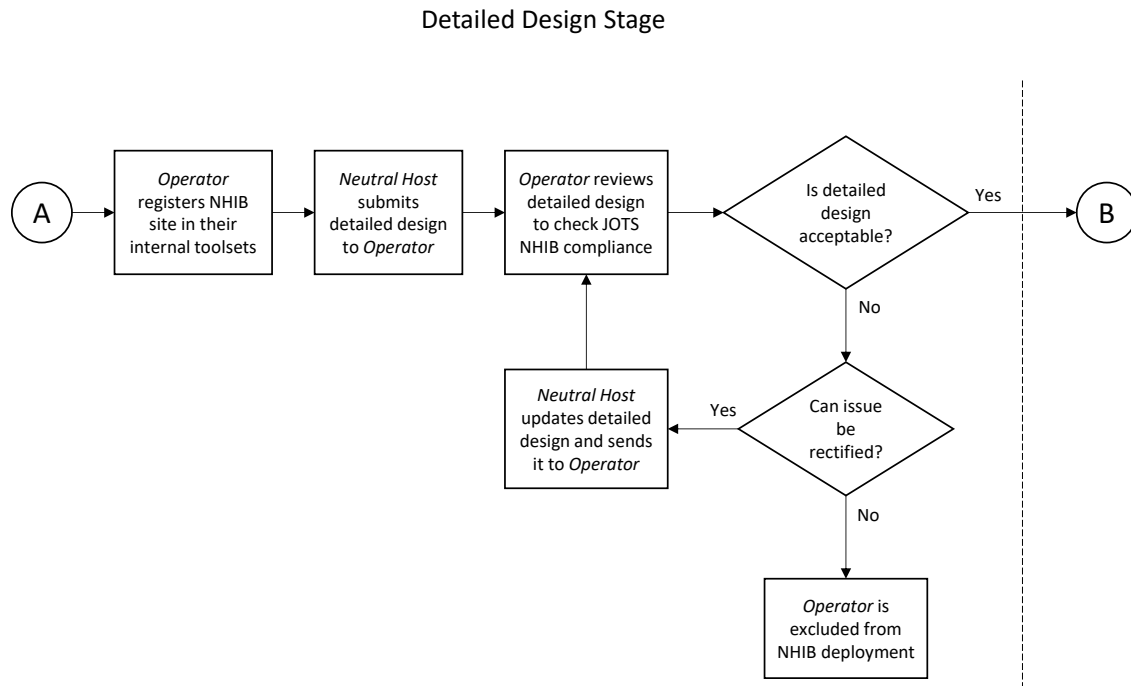 Detailed Design Stage
A
Operator
registers NHIB
site in their
internal toolsets
Neutral Host
submits
detailed design
to Operator
Operator reviews
detailed design
to check JOTS
NHIB compliance
Is detailed
design
acceptable?
Yes
B
No
Neutral Host
updates detailed
design and sends
it to Operator
Yes
Can issue
be
rectified?
No
Operator is
excluded from
NHIB deployment